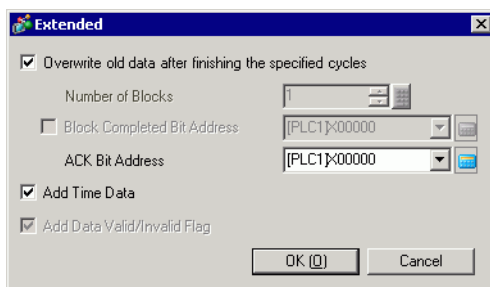 Extended
Overwrite old data after finishing the specified cycles
Number of Blocks 1
Block Completed Bit Address [PLC1]X00000
ACK Bit Address [PLC1]X00000
Add Time Data
Add Data Valid/Invalid Flag
OK (O) Cancel